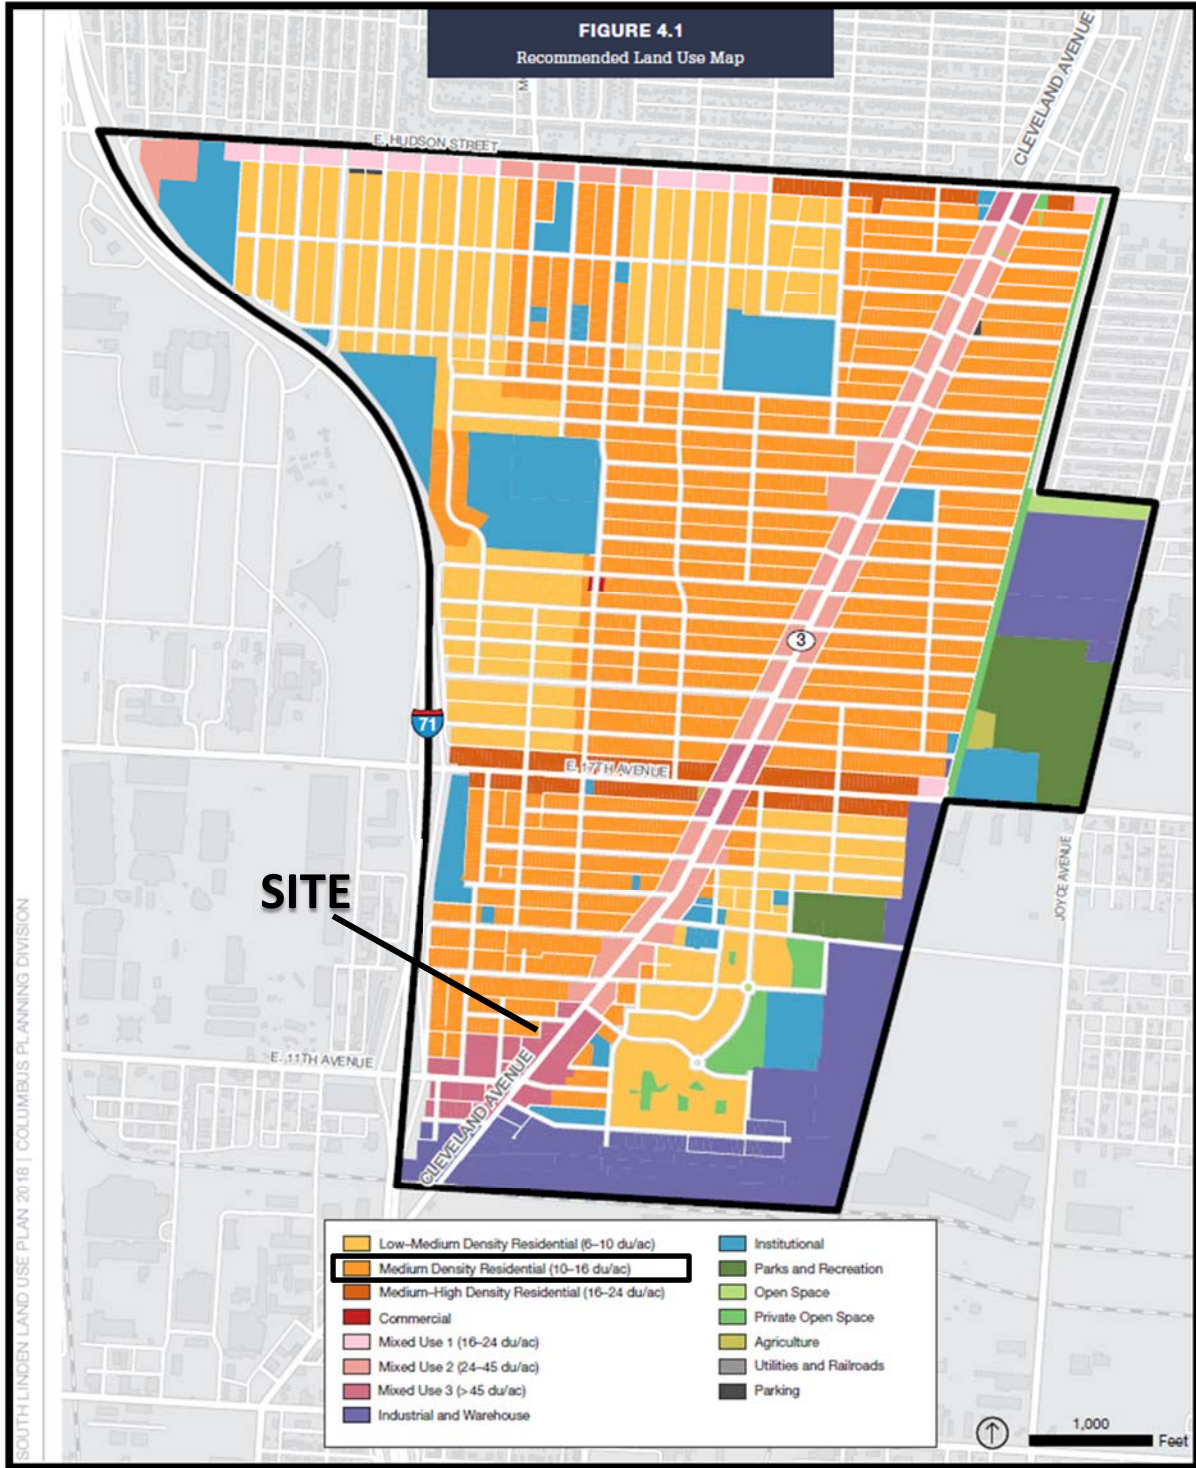 FIGURE 4.1
Recommended Land Use Map
CLEVELAND AVENUE
E. HUDSON STREET
3
71
E. 17TH AVENUE
JOYCE AVENUE
SITE
E. 11TH AVENUE
CLEVELAND AVENUE
SOUTH LINDEN LAND USE PLAN 2018 | COLUMBUS PLANNING DIVISION
Low–Medium Density Residential (6–10 du/ac)
Medium Density Residential (10–16 du/ac)
Medium–High Density Residential (16–24 du/ac)
Commercial
Mixed Use 1 (16–24 du/ac)
Mixed Use 2 (24–45 du/ac)
Mixed Use 3 (>45 du/ac)
Industrial and Warehouse
Institutional
Parks and Recreation
Open Space
Private Open Space
Agriculture
Utilities and Railroads
Parking
1,000
Feet